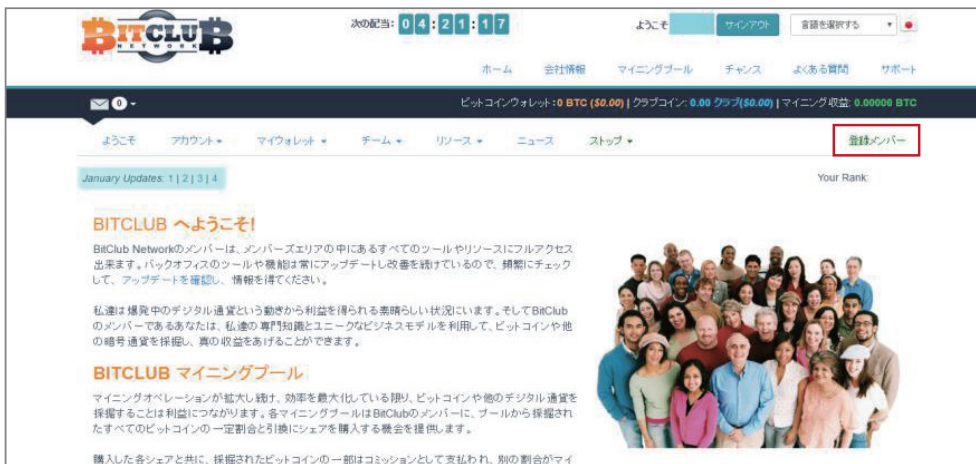 BITCLUB
NETWORK
次の配当: 04:21:17
ようこそ
サインアウト
言語を選択する
ホーム 会社情報 マイニングプール チャンス よくある質問 サポート
0
ビットコインウォレット:0 BTC ($0.00) | クラブコイン: 0.00 クラブ($0.00) | マイニング収益: 0.00000 BTC
ようこそ アカウント マイウォレット チーム リソース ニュース ストップ 登録メンバー
January Updates: 1 | 2 | 3 | 4
Your Rank:
BITCLUB へようこそ!
BitClub Networkのメンバーは、メンバーズエリアの中にあるすべてのツールやリソースにフルアクセス
出来ます。バックオフィスのツールや機能は常にアップデートし改善を続けているので、頻繁にチェック
して、アップデートを確認し、情報を得てください。
私達は爆発中のデジタル通貨という動きから利益を得られる素晴らしい状況にいます。そしてBitClub
のメンバーであるあなたは、私達の専門知識とユニークなビジネスモデルを利用して、ビットコインや他
の暗号通貨を採掘し、真の収益をあげることができます。
BITCLUB マイニングプール
マイニングオペレーションが拡大し続け、効率を最大化している限り、ビットコインや他のデジタル通貨を
採掘することは利益につながります。各マイニングプールはBitClubのメンバーに、プールから採掘され
たすべてのビットコインの一定割合と引換にシェアを購入する機会を提供します。
購入した各シェアと共に、採掘されたビットコインの一部はコミッションとして支払われ、別の割合がマイ